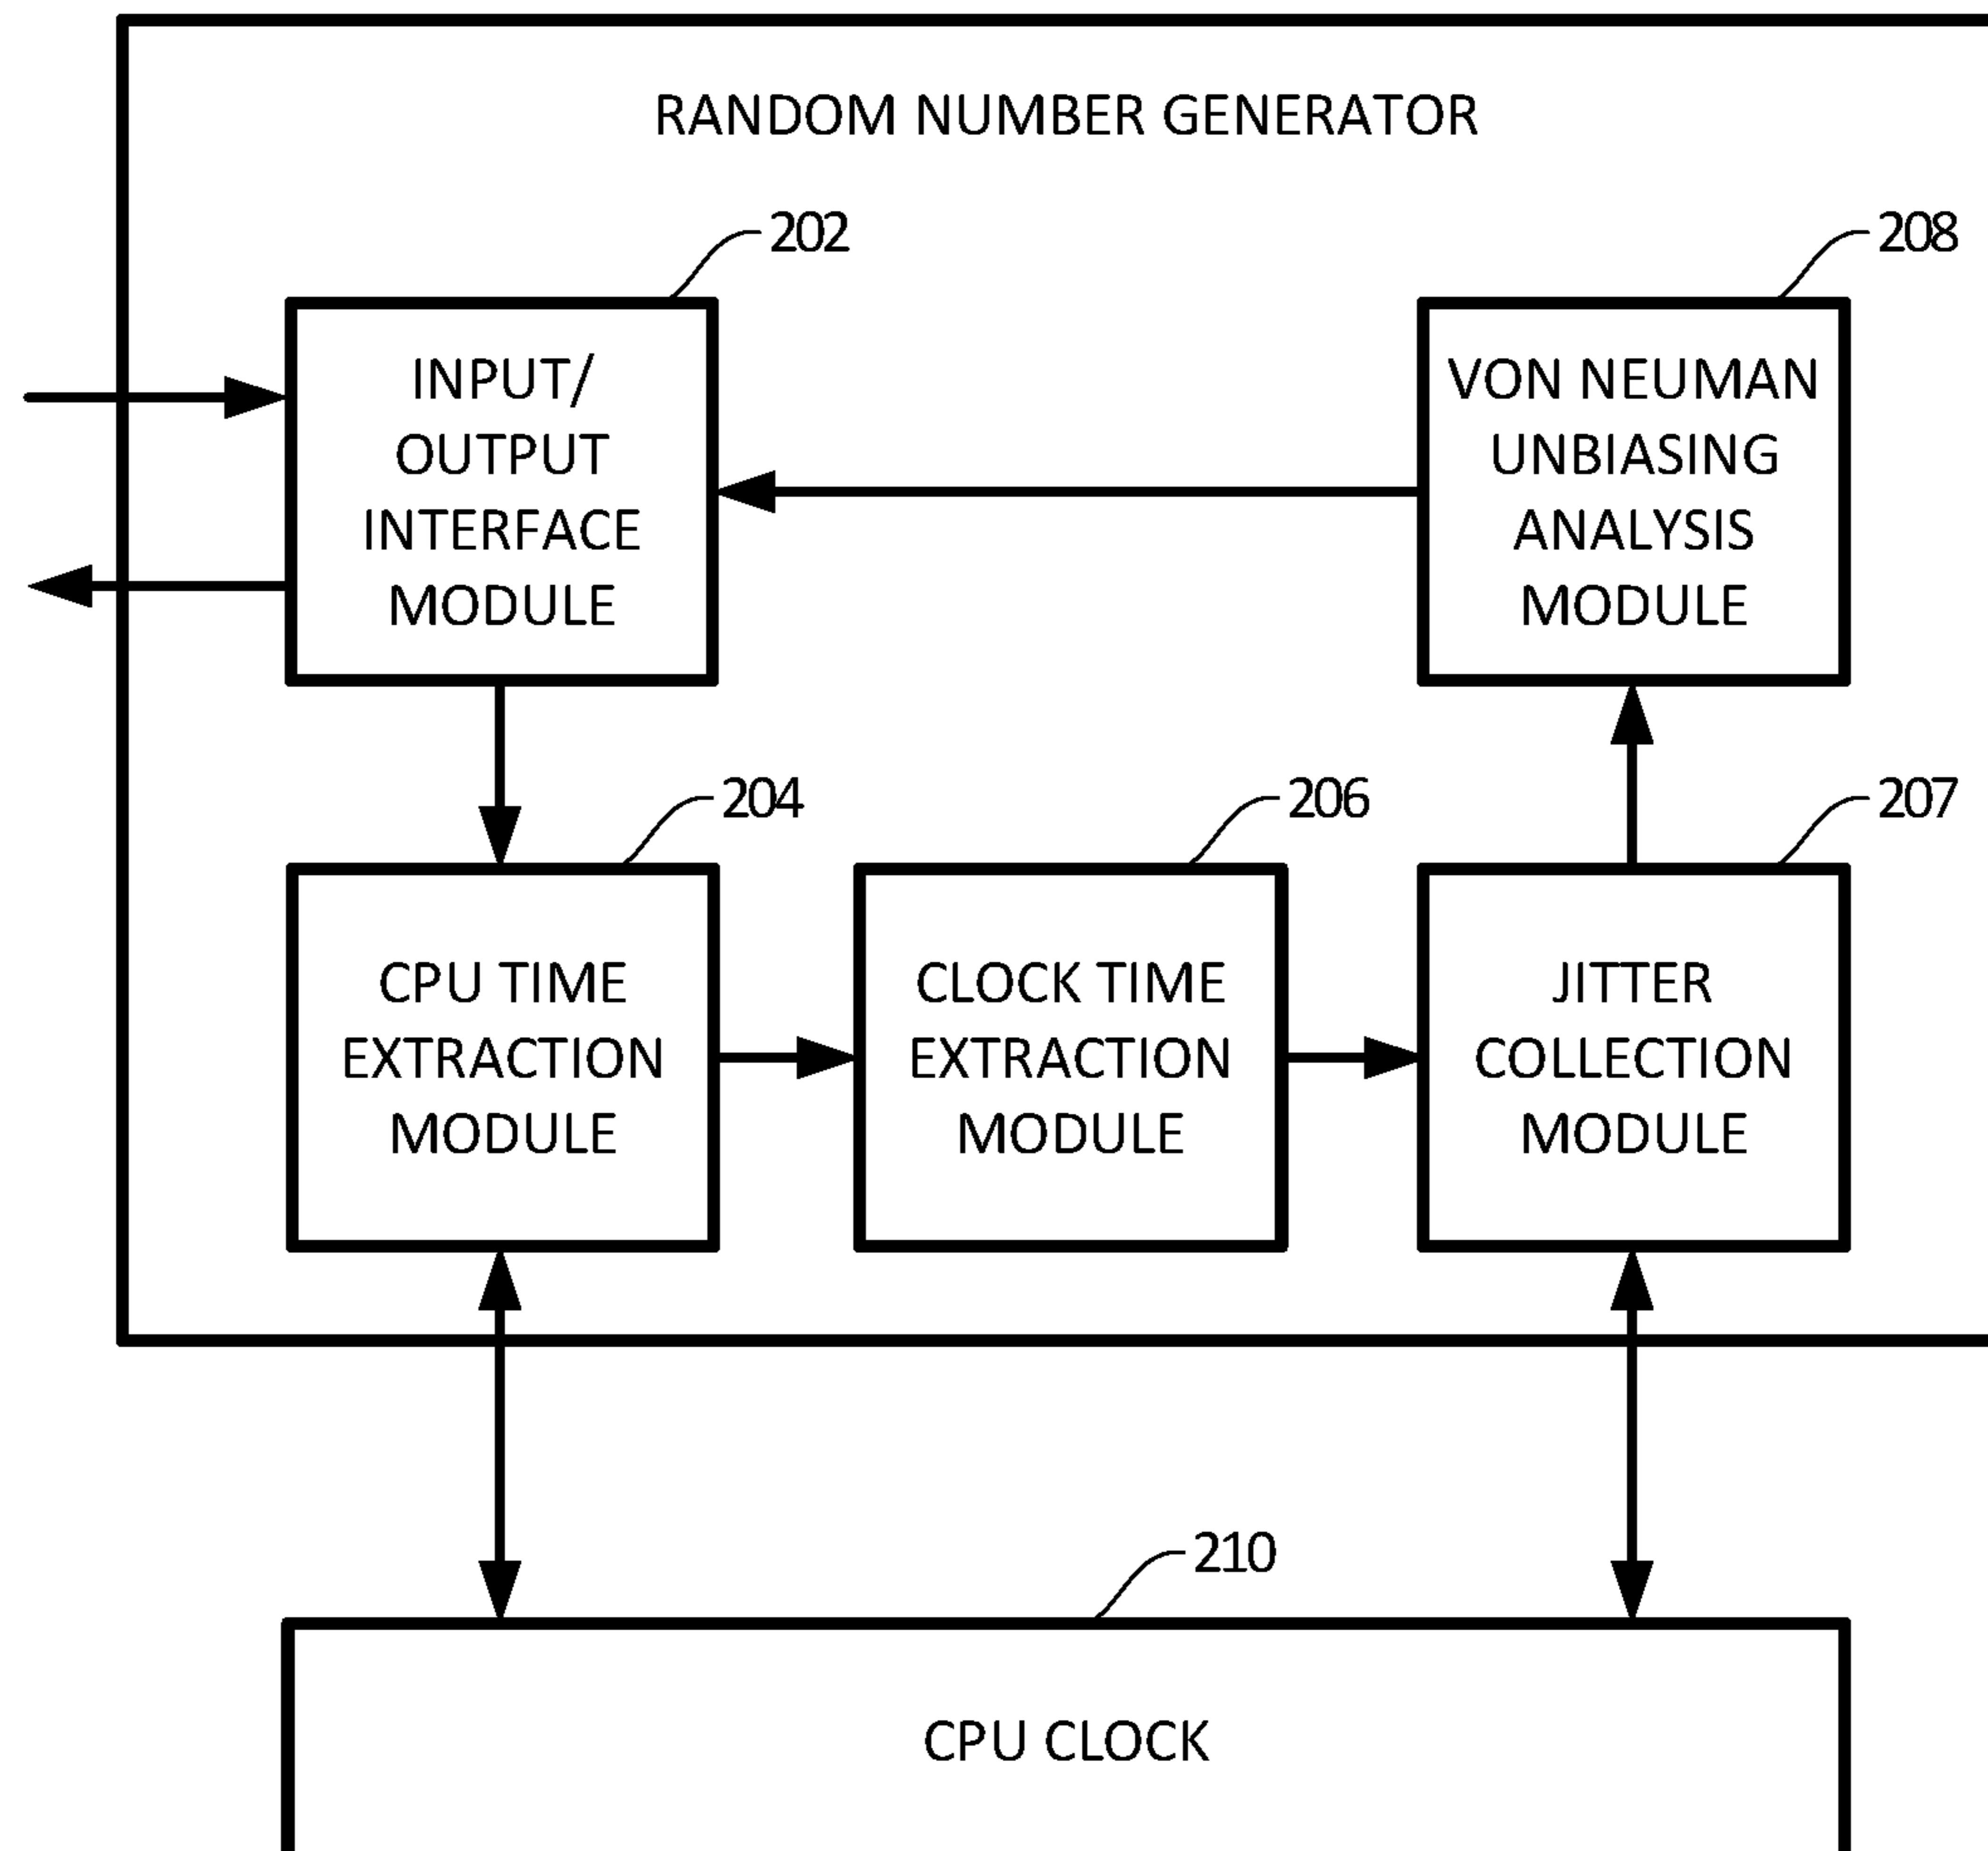 RANDOM NUMBER GENERATOR
202
208
INPUT/
OUTPUT
INTERFACE
MODULE
VON NEUMAN
UNBIASING
ANALYSIS
MODULE
204
206
207
CPU TIME
EXTRACTION
MODULE
CLOCK TIME
EXTRACTION
MODULE
JITTER
COLLECTION
MODULE
210
CPU CLOCK